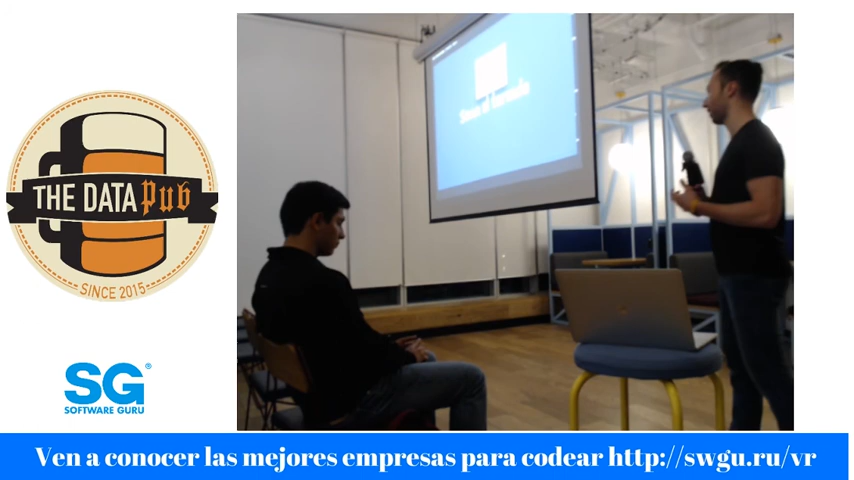 THE DATA Pub
SINCE 2015
SG®
SOFTWARE GURU
Ven a conocer las mejores empresas para codear http://swgu.ru/vr